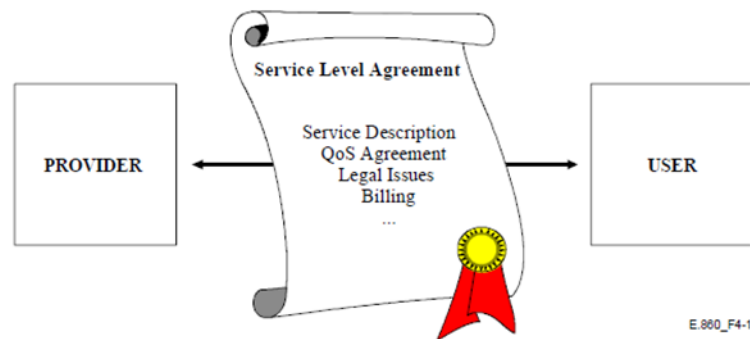 Service Level Agreement
PROVIDER
Service Description
QoS Agreement
Legal Issues
Billing
...
USER
E.860_F4-1